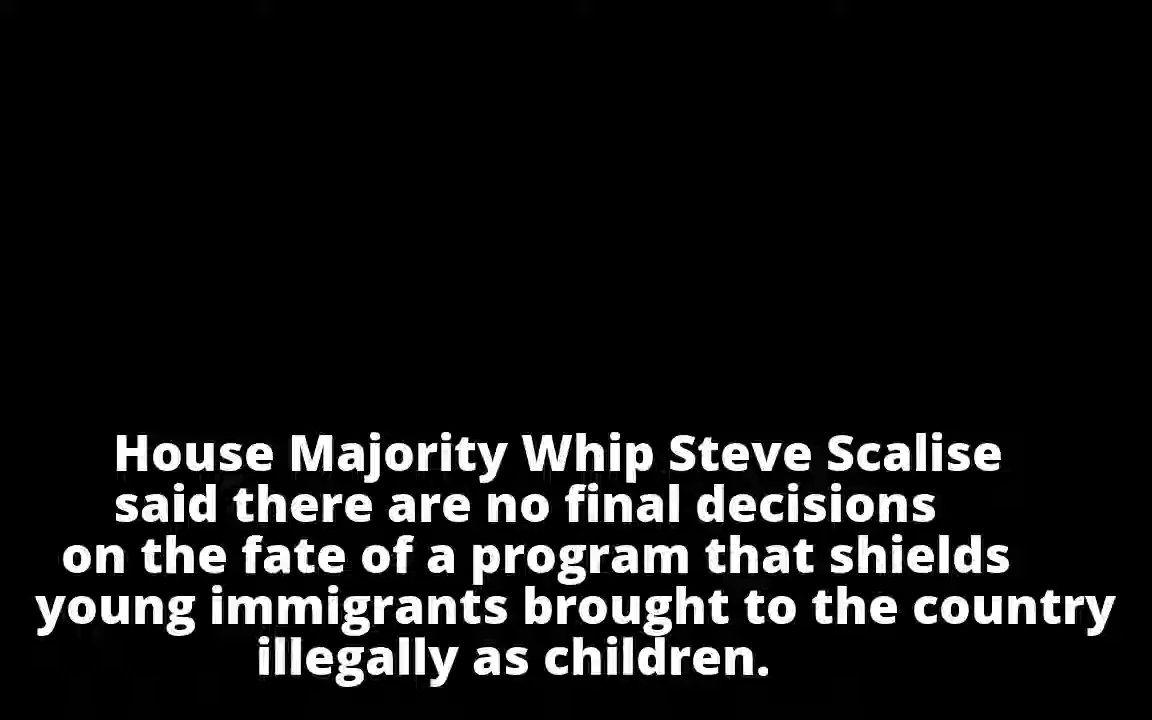 House Majority Whip Steve Scalise
said there are no final decisions
on the fate of a program that shields
young immigrants brought to the country
illegally as children.